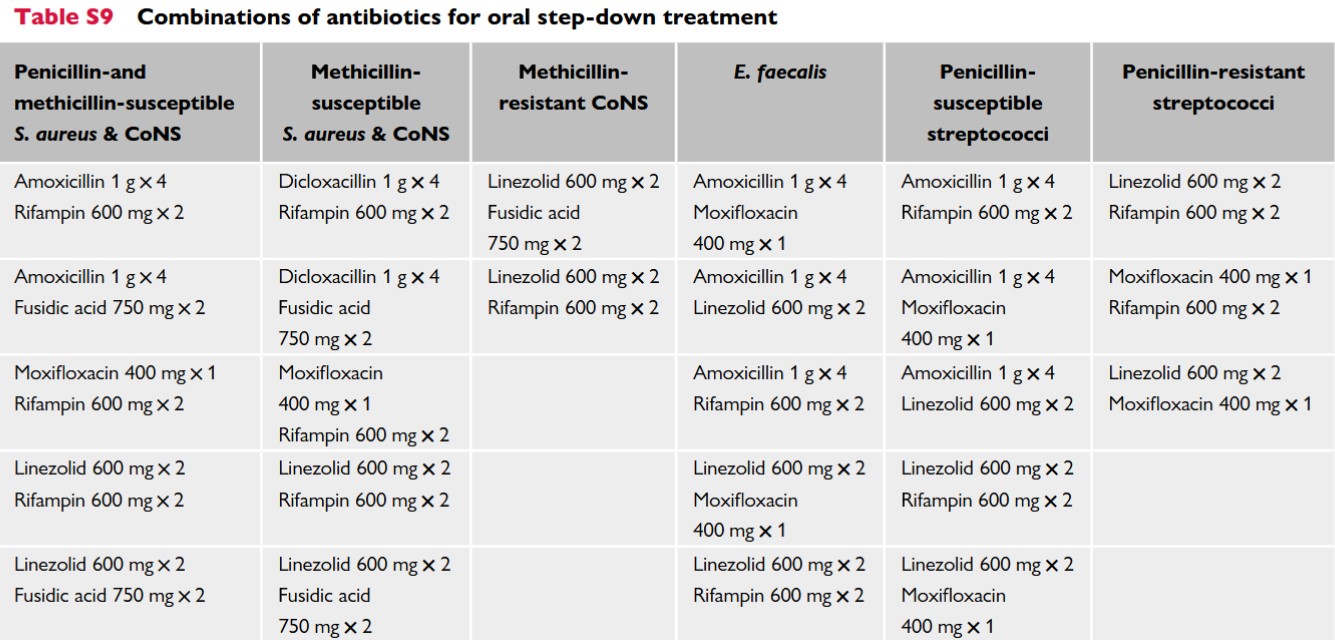 Table S9 Combinations of antibiotics for oral step-down treatment
Penicillin-and
methicillin-susceptible
S. aureus & CoNS
Methicillin-
susceptible
S. aureus & CoNS
Methicillin-
resistant CoNS
E. faecalis
Penicillin-
susceptible
streptococci
Penicillin-resistant
streptococci
Amoxicillin 1 g × 4
Rifampin 600 mg × 2
Dicloxacillin 1 g × 4
Rifampin 600 mg × 2
Linezolid 600 mg × 2
Fusidic acid
750 mg × 2
Amoxicillin 1 g × 4
Moxifloxacin
400 mg × 1
Amoxicillin 1 g × 4
Rifampin 600 mg × 2
Linezolid 600 mg × 2
Rifampin 600 mg × 2
Amoxicillin 1 g × 4
Fusidic acid 750 mg × 2
Dicloxacillin 1 g × 4
Fusidic acid
750 mg × 2
Linezolid 600 mg × 2
Rifampin 600 mg × 2
Amoxicillin 1 g × 4
Linezolid 600 mg × 2
Amoxicillin 1 g × 4
Moxifloxacin
400 mg × 1
Moxifloxacin 400 mg × 1
Rifampin 600 mg × 2
Moxifloxacin 400 mg × 1
Rifampin 600 mg × 2
Moxifloxacin
400 mg × 1
Rifampin 600 mg × 2
Amoxicillin 1 g × 4
Rifampin 600 mg × 2
Amoxicillin 1 g × 4
Linezolid 600 mg × 2
Linezolid 600 mg × 2
Moxifloxacin 400 mg × 1
Linezolid 600 mg × 2
Rifampin 600 mg × 2
Linezolid 600 mg × 2
Rifampin 600 mg × 2
Linezolid 600 mg × 2
Moxifloxacin
400 mg × 1
Linezolid 600 mg × 2
Rifampin 600 mg × 2
Linezolid 600 mg × 2
Fusidic acid 750 mg × 2
Linezolid 600 mg × 2
Fusidic acid
750 mg × 2
Linezolid 600 mg × 2
Rifampin 600 mg × 2
Linezolid 600 mg × 2
Moxifloxacin
400 mg × 1